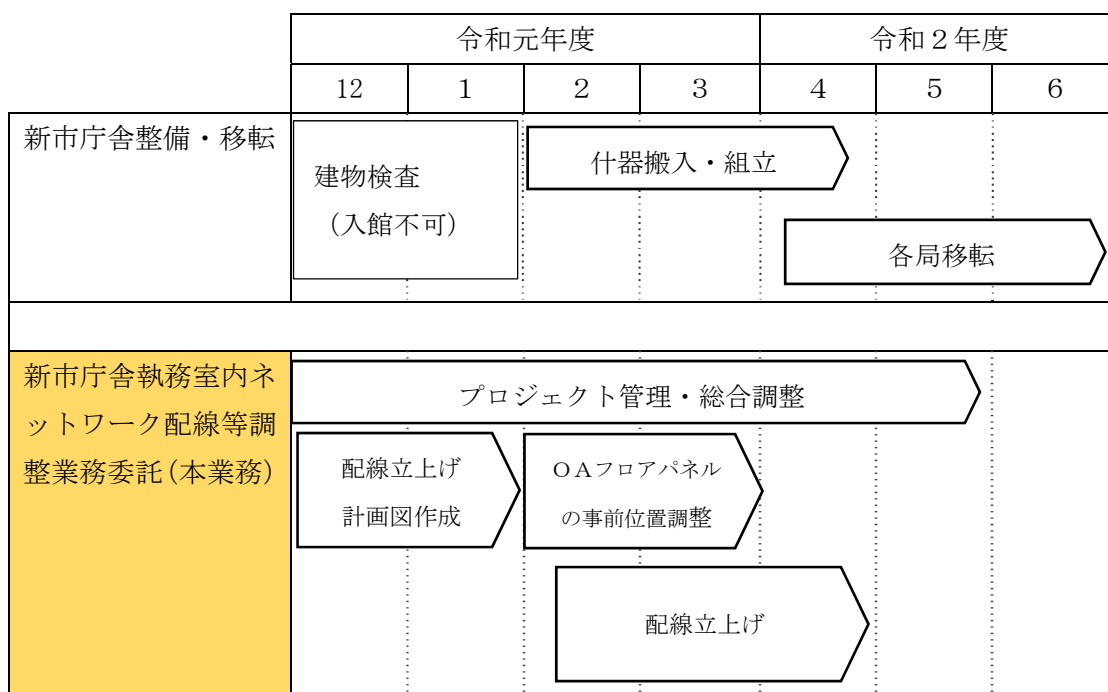 令和元年度 令和２年度
12 １ ２ ３ ４ ５ ６
新市庁舎整備・移転
建物検査
（入館不可）
什器搬入・組立
各局移転
新市庁舎執務室内ネ
ットワーク配線等調
整業務委託(本業務)
プロジェクト管理・総合調整
配線立上げ
計画図作成
ＯＡフロアパネル
の事前位置調整
配線立上げ